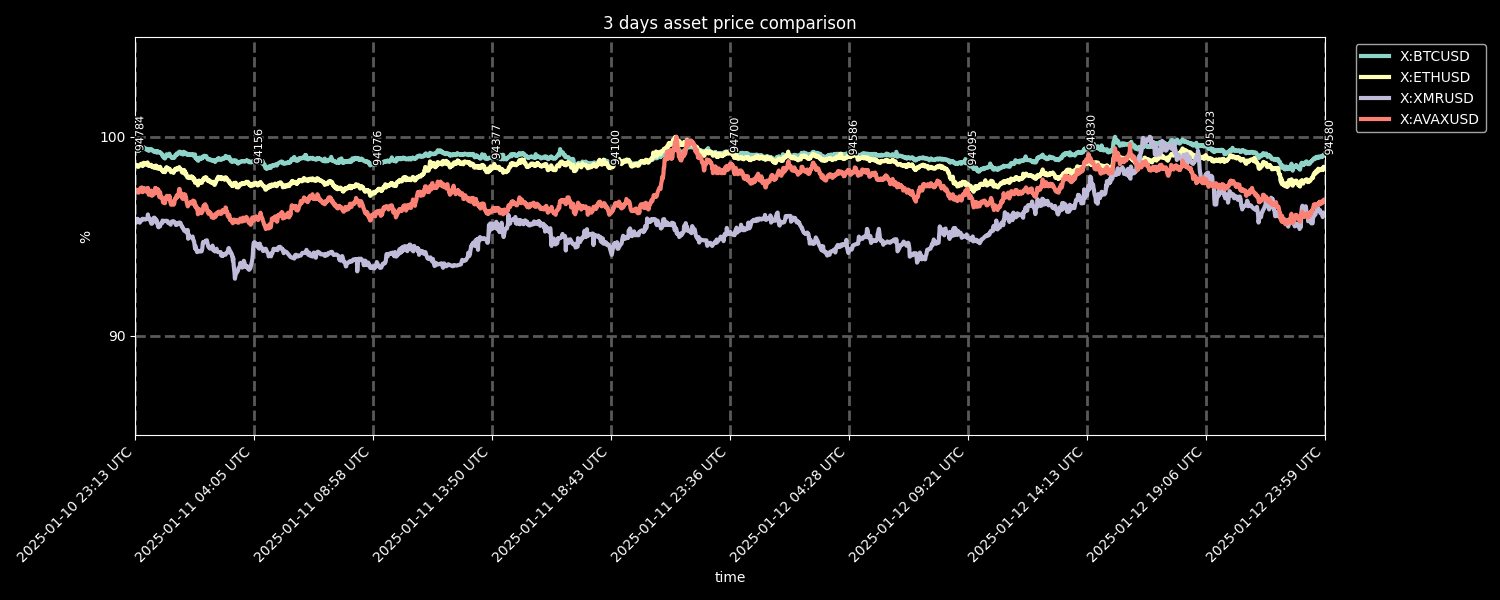 3 days asset price comparison
X:BTCUSD
X:ETHUSD
X:XMRUSD
X:AVAXUSD
100
90
%
94784
94156
94076
94377
94100
94700
94586
94095
94830
95023
94580
2025-01-10 23:13 UTC
2025-01-11 04:05 UTC
2025-01-11 08:58 UTC
2025-01-11 13:50 UTC
2025-01-11 18:43 UTC
2025-01-11 23:36 UTC
2025-01-12 04:28 UTC
2025-01-12 09:21 UTC
2025-01-12 14:13 UTC
2025-01-12 19:06 UTC
2025-01-12 23:59 UTC
time